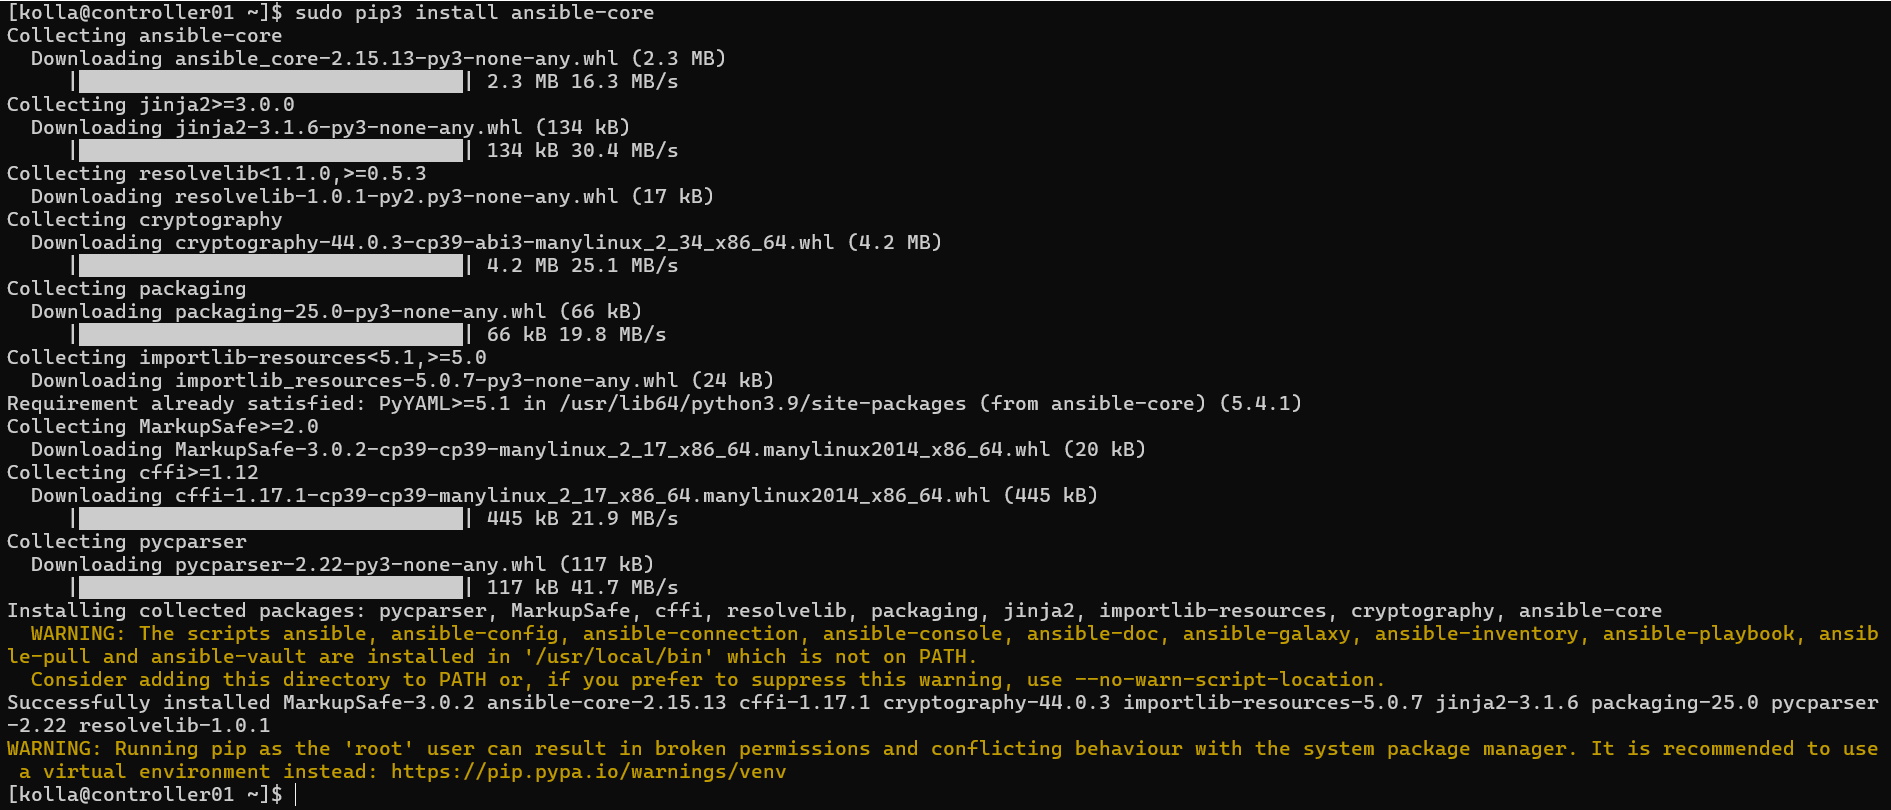 [kolla@controller01 ~]$ sudo pip3 install ansible-core
Collecting ansible-core
  Downloading ansible_core-2.15.13-py3-none-any.whl (2.3 MB)
     |████████████████████████████████| 2.3 MB 16.3 MB/s
Collecting jinja2>=3.0.0
  Downloading jinja2-3.1.6-py3-none-any.whl (134 kB)
     |████████████████████████████████| 134 kB 30.4 MB/s
Collecting resolvelib<1.1.0,>=0.5.3
  Downloading resolvelib-1.0.1-py2.py3-none-any.whl (17 kB)
Collecting cryptography
  Downloading cryptography-44.0.3-cp39-abi3-manylinux_2_34_x86_64.whl (4.2 MB)
     |████████████████████████████████| 4.2 MB 25.1 MB/s
Collecting packaging
  Downloading packaging-25.0-py3-none-any.whl (66 kB)
     |████████████████████████████████| 66 kB 19.8 MB/s
Collecting importlib-resources<5.1,>=5.0
  Downloading importlib_resources-5.0.7-py3-none-any.whl (24 kB)
Requirement already satisfied: PyYAML>=5.1 in /usr/lib64/python3.9/site-packages (from ansible-core) (5.4.1)
Collecting MarkupSafe>=2.0
  Downloading MarkupSafe-3.0.2-cp39-cp39-manylinux_2_17_x86_64.manylinux2014_x86_64.whl (20 kB)
Collecting cffi>=1.12
  Downloading cffi-1.17.1-cp39-cp39-manylinux_2_17_x86_64.manylinux2014_x86_64.whl (445 kB)
     |████████████████████████████████| 445 kB 21.9 MB/s
Collecting pycparser
  Downloading pycparser-2.22-py3-none-any.whl (117 kB)
     |████████████████████████████████| 117 kB 41.7 MB/s
Installing collected packages: pycparser, MarkupSafe, cffi, resolvelib, packaging, jinja2, importlib-resources, cryptography, ansible-core
  WARNING: The scripts ansible, ansible-config, ansible-connection, ansible-console, ansible-doc, ansible-galaxy, ansible-inventory, ansible-playbook, ansib
le-pull and ansible-vault are installed in '/usr/local/bin' which is not on PATH.
  Consider adding this directory to PATH or, if you prefer to suppress this warning, use --no-warn-script-location.
Successfully installed MarkupSafe-3.0.2 ansible-core-2.15.13 cffi-1.17.1 cryptography-44.0.3 importlib-resources-5.0.7 jinja2-3.1.6 packaging-25.0 pycparser
-2.22 resolvelib-1.0.1
WARNING: Running pip as the 'root' user can result in broken permissions and conflicting behaviour with the system package manager. It is recommended to use
 a virtual environment instead: https://pip.pypa.io/warnings/venv
[kolla@controller01 ~]$